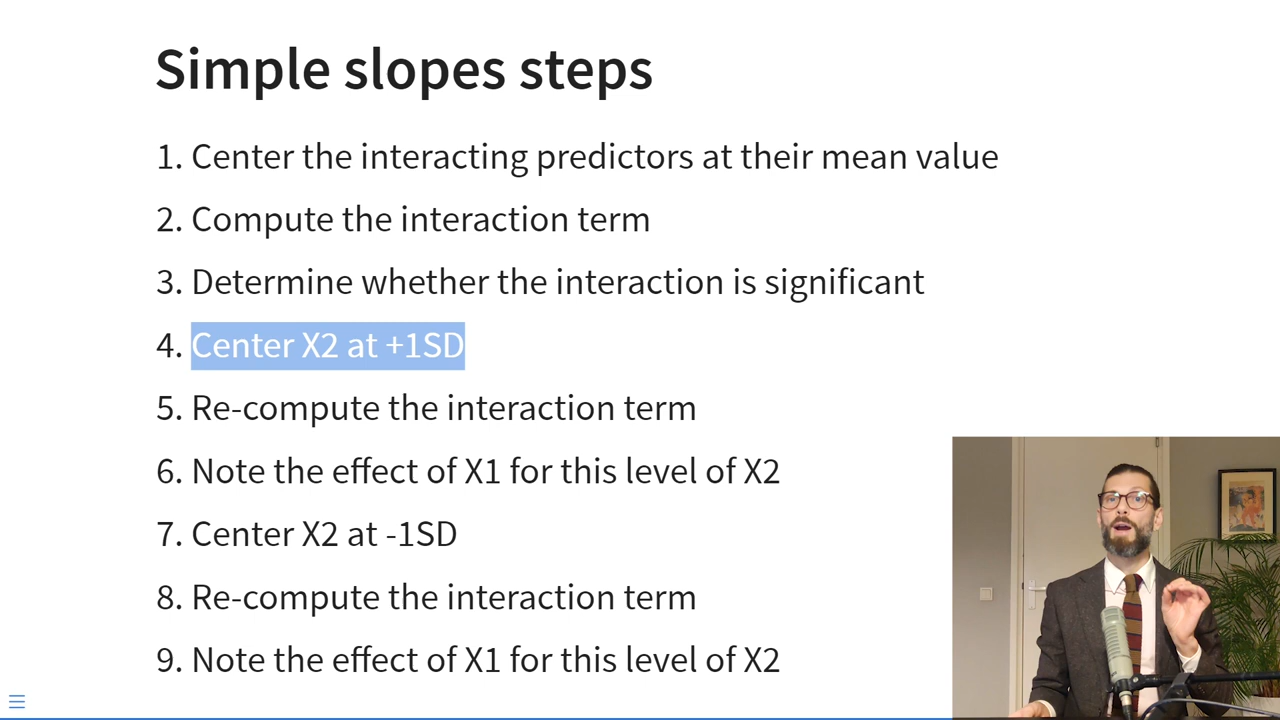 Simple slopes steps
1. Center the interacting predictors at their mean value
2. Compute the interaction term
3. Determine whether the interaction is significant
4. Center X2 at +1SD
5. Re-compute the interaction term
6. Note the effect of X1 for this level of X2
7. Center X2 at -1SD
8. Re-compute the interaction term
9. Note the effect of X1 for this level of X2